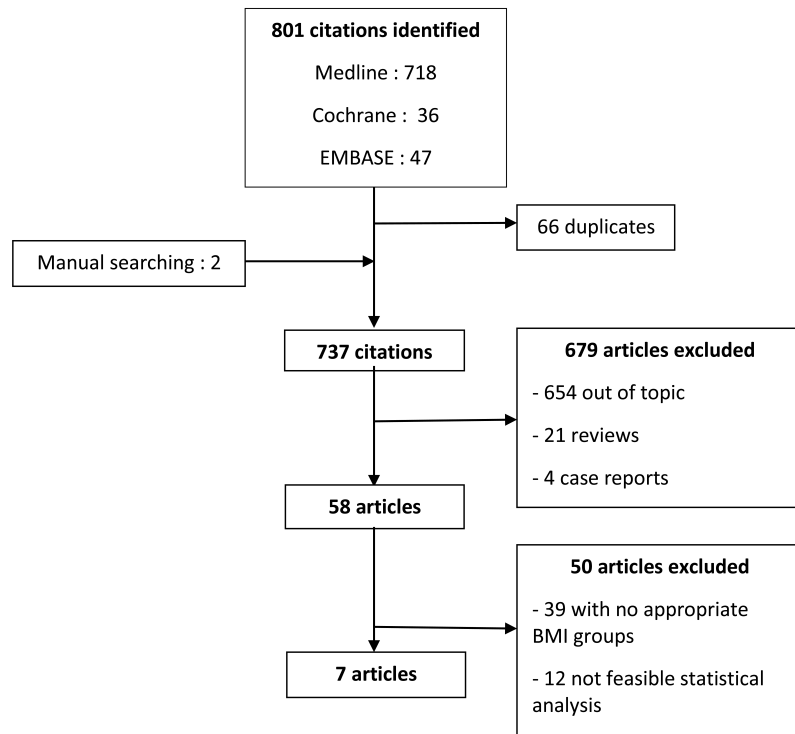 801 citations identified
Medline : 718
Cochrane :  36
EMBASE : 47
66 duplicates
Manual searching : 2
737 citations
679 articles excluded
- 654 out of topic
- 21 reviews
- 4 case reports
58 articles
50 articles excluded
- 39 with no appropriate
BMI groups
- 12 not feasible statistical
analysis
7 articles